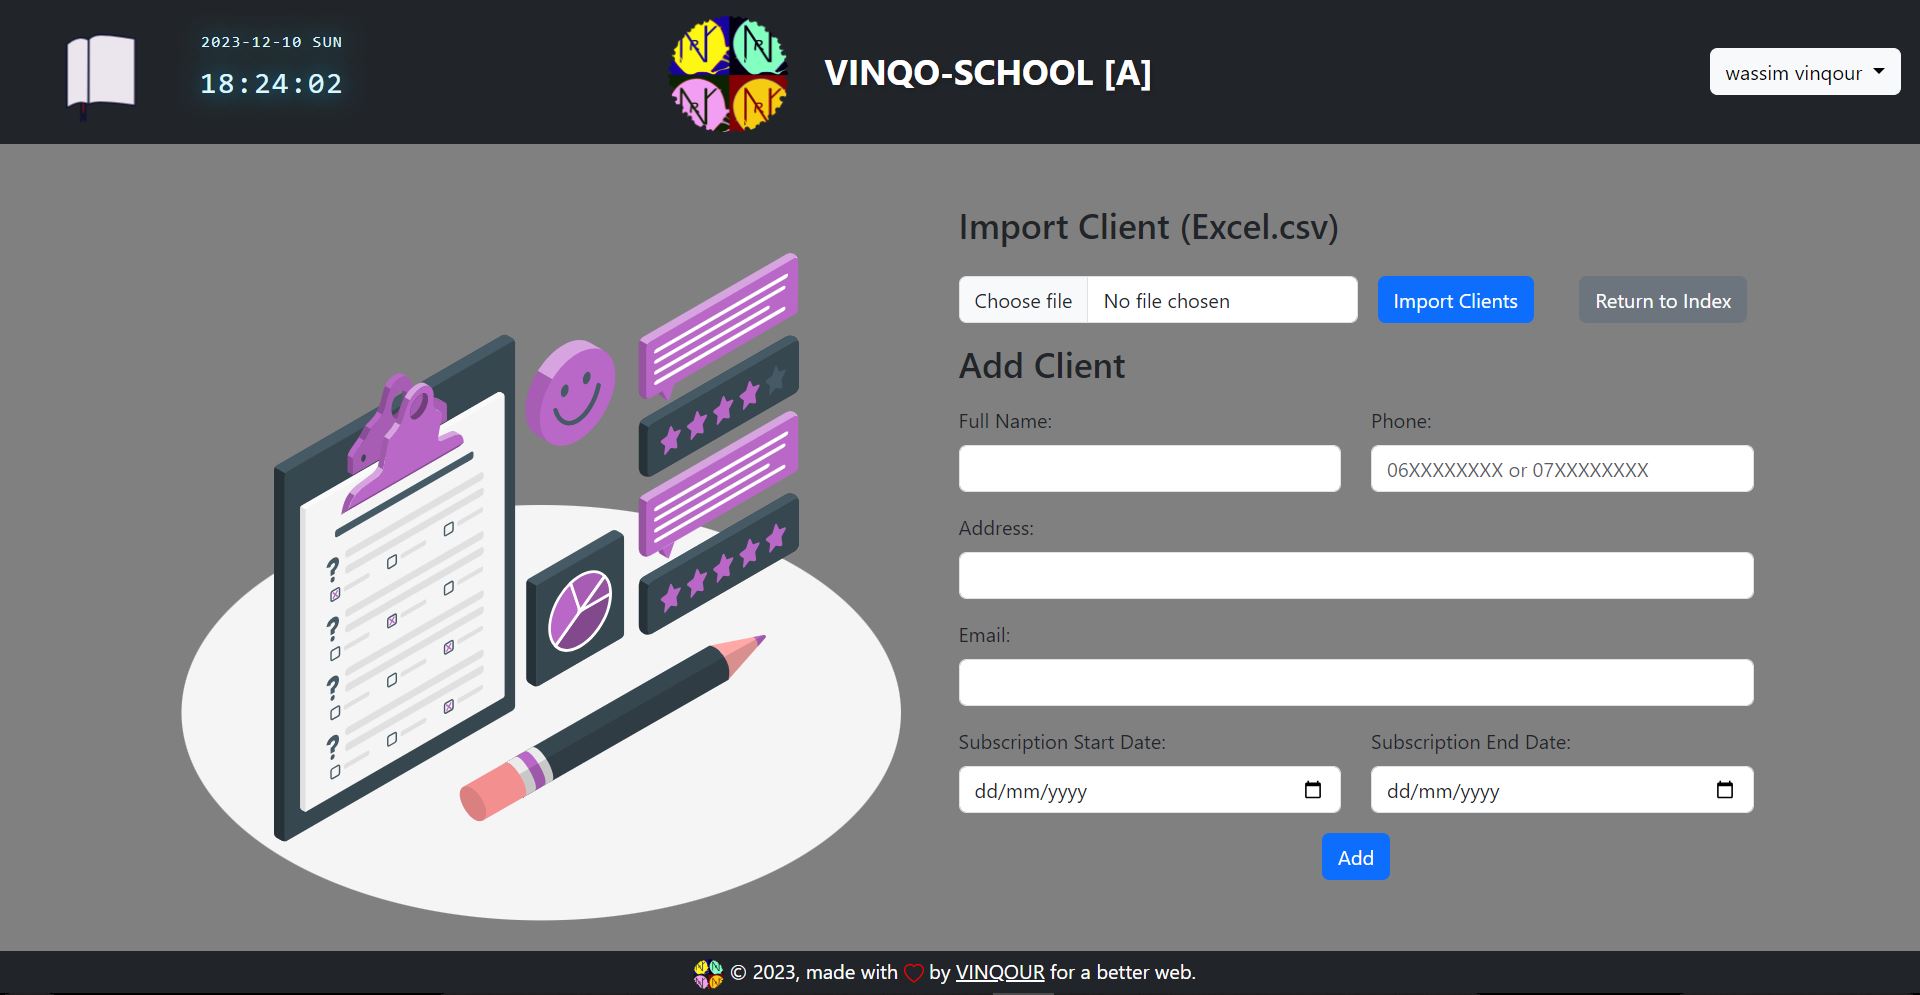 2023-12-10 SUN
18:24:02
VINQO-SCHOOL [A]
wassim vinqour
Import Client (Excel.csv)
Choose file No file chosen Import Clients Return to Index
Add Client
Full Name: Phone:
06XXXXXXXX or 07XXXXXXXX
Address:
Email:
Subscription Start Date: Subscription End Date:
dd/mm/yyyy dd/mm/yyyy
Add
© 2023, made with by VINQOUR for a better web.